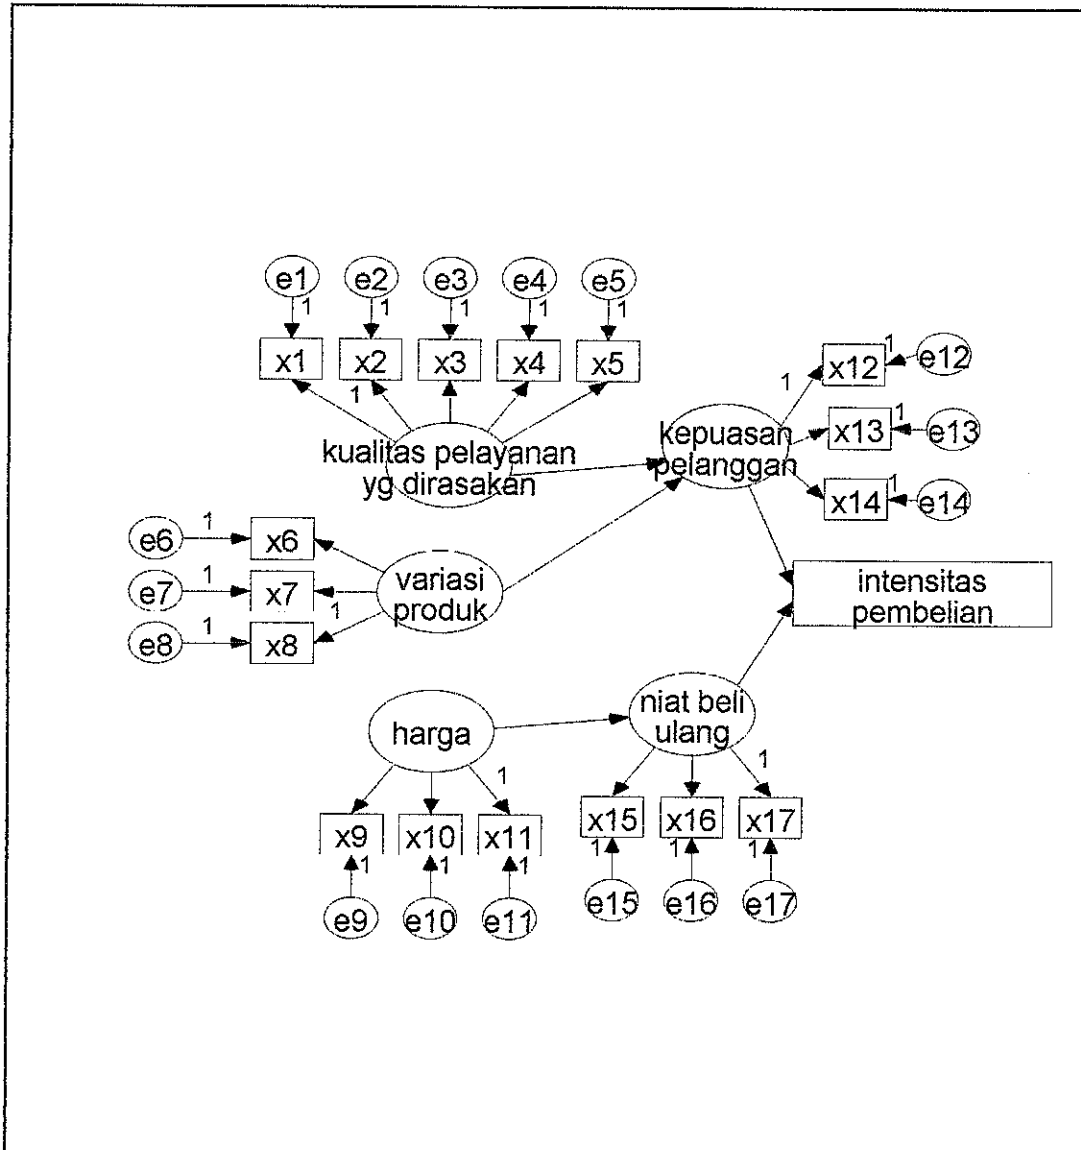 e1 e2 e3 e4 e5
1 1 1 1 1
x1 x2 x3 x4 x5
1
kualitas pelayanan
yg dirasakan
kepuasan
pelanggan
1
x12 1 e12
x13 1 e13
x14 1 e14
e6 1 x6
e7 1 x7
e8 1 x8
1
variasi
produk
intensitas
pembelian
harga
niat beli
ulang
1
1
x9 x10 x11
1 1 1
e9 e10 e11
x15 x16 x17
1 1 1
e15 e16 e17